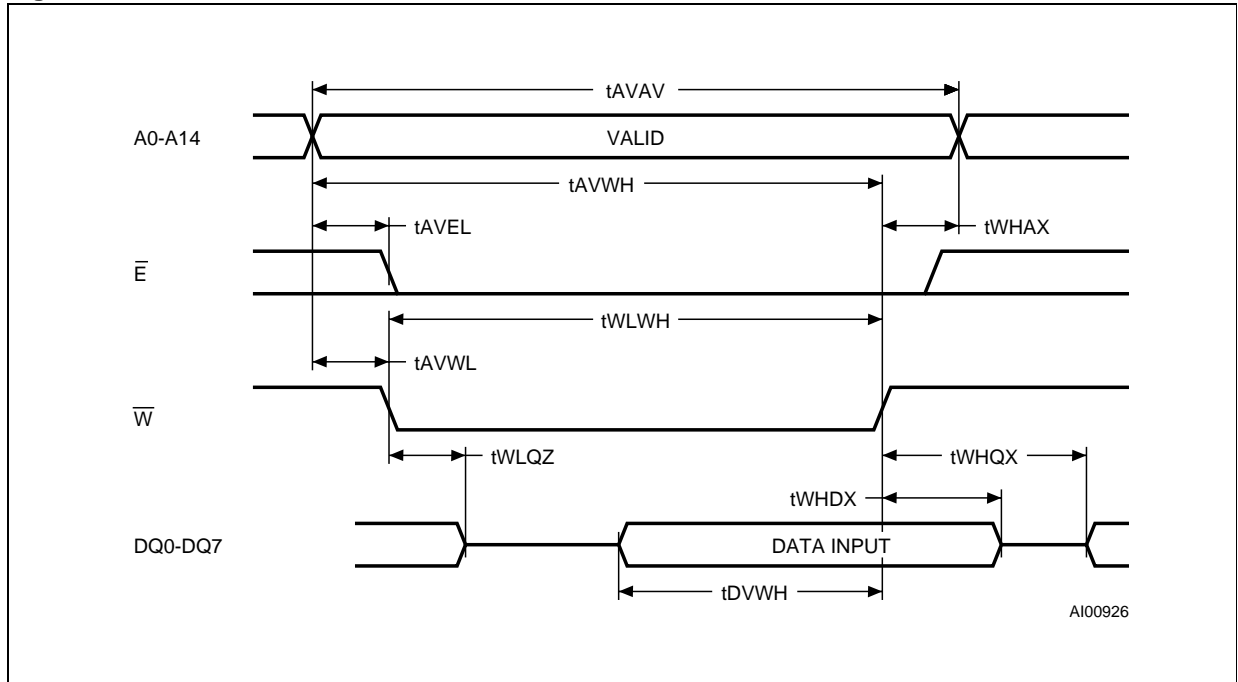 tAVAV
A0-A14
VALID
tAVWH
tAVEL
tWHAX
E̅
tWLWH
tAVWL
W̅
tWLQZ
tWHQX
tWHDX
DQ0-DQ7
DATA INPUT
tDVWH
AI00926